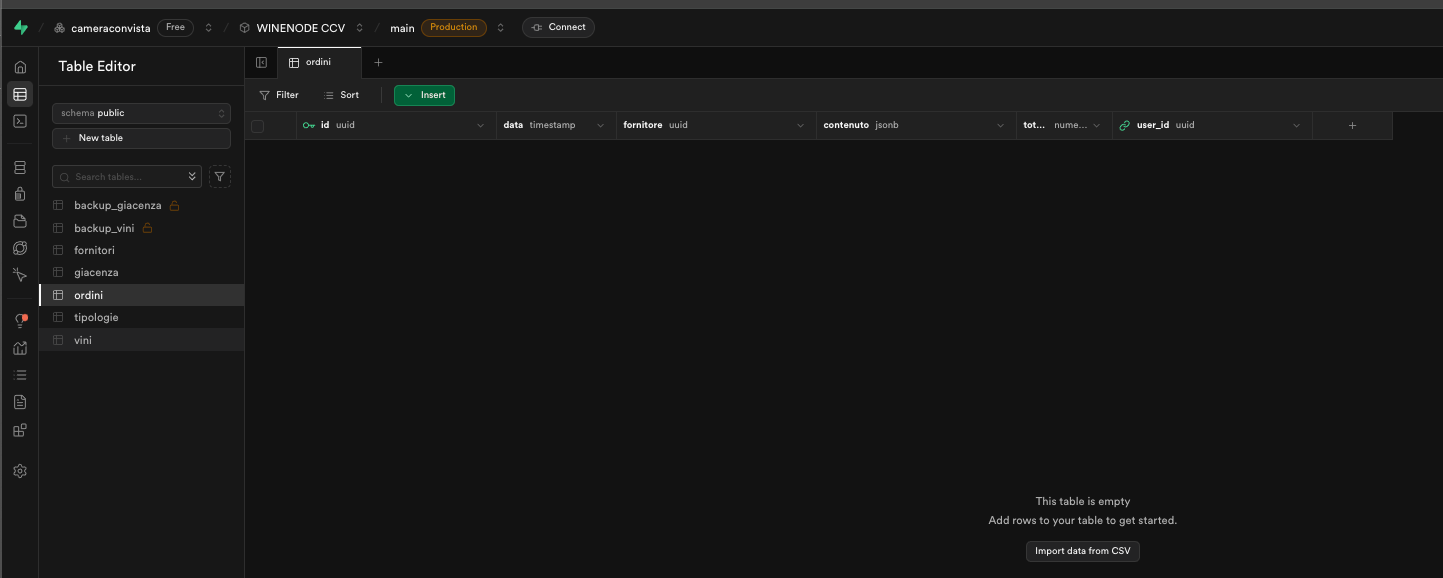 cameraconvista Free WINENODE CCV main Production Connect
Table Editor
ordini
schema public
New table
Search tables...
backup_giacenza
backup_vini
fornitori
giacenza
ordini
tipologie
vini
Filter Sort Insert
id uuid data timestamp fornitore uuid contenuto jsonb tot... nume... user_id uuid
This table is empty
Add rows to your table to get started.
Import data from CSV